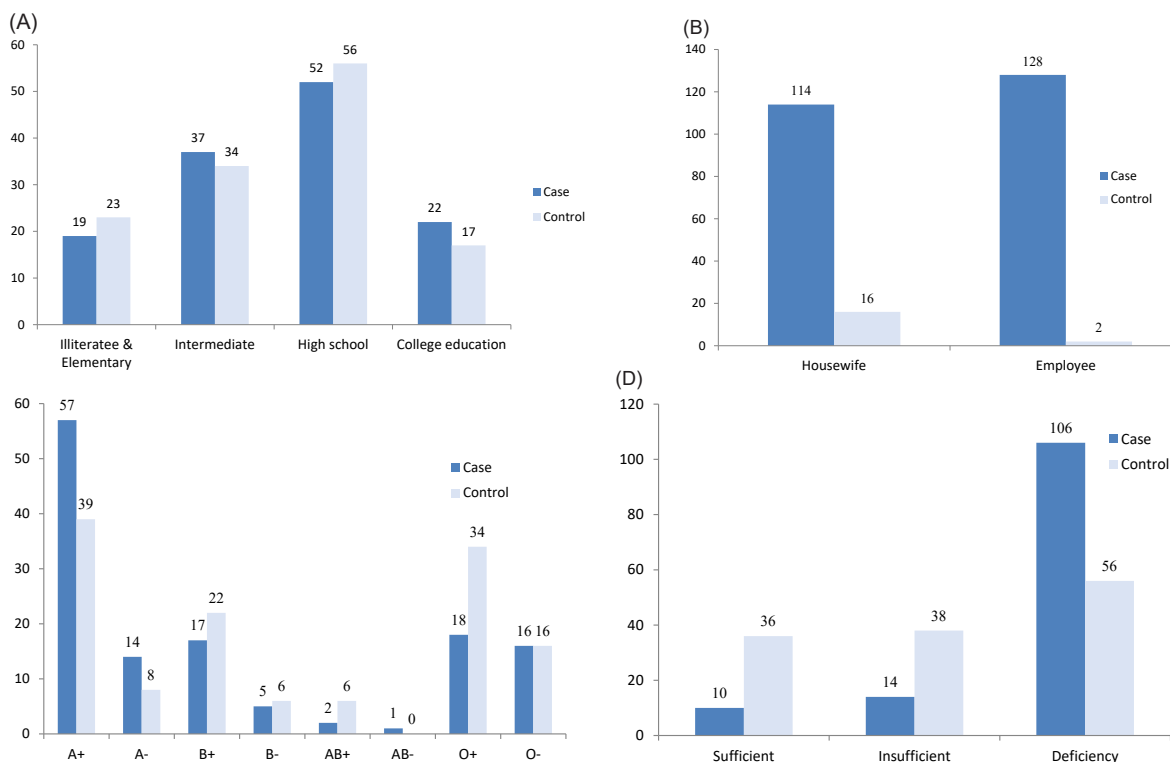 (A)
60
50
40
30
20
10
0
19
23
37
34
52
56
22
17
Case
Control
Illiteratee &
Elementary
Intermediate
High school
College education
(B)
140
120
100
80
60
40
20
0
114
16
128
2
Case
Control
Housewife
Employee
60
50
40
30
20
10
0
57
39
14
8
17
22
5
6
2
6
1
0
18
34
16
16
Case
Control
A+
A-
B+
B-
AB+
AB-
O+
O-
(D)
120
100
80
60
40
20
0
10
36
14
38
106
56
Case
Control
Sufficient
Insufficient
Deficiency